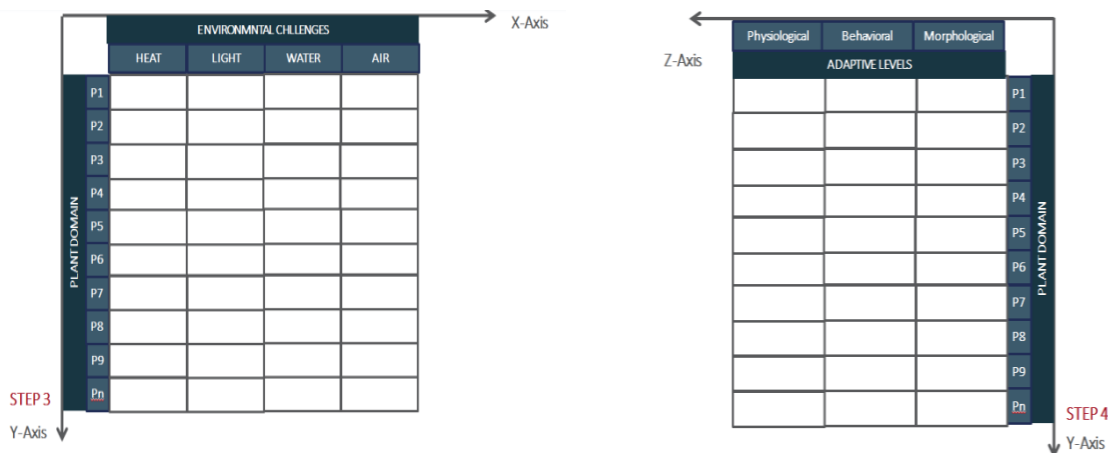 X-Axis
ENVIRONMNTAL CHLLENGES
HEAT LIGHT WATER AIR
PLANT DOMAIN
P1
P2
P3
P4
P5
P6
P7
P8
P9
Pn
STEP 3
Y-Axis
Physiological Behavioral Morphological
Z-Axis
ADAPTIVE LEVELS
P1
P2
P3
P4
P5
P6
P7
P8
P9
Pn
PLANT DOMAIN
STEP 4
Y-Axis